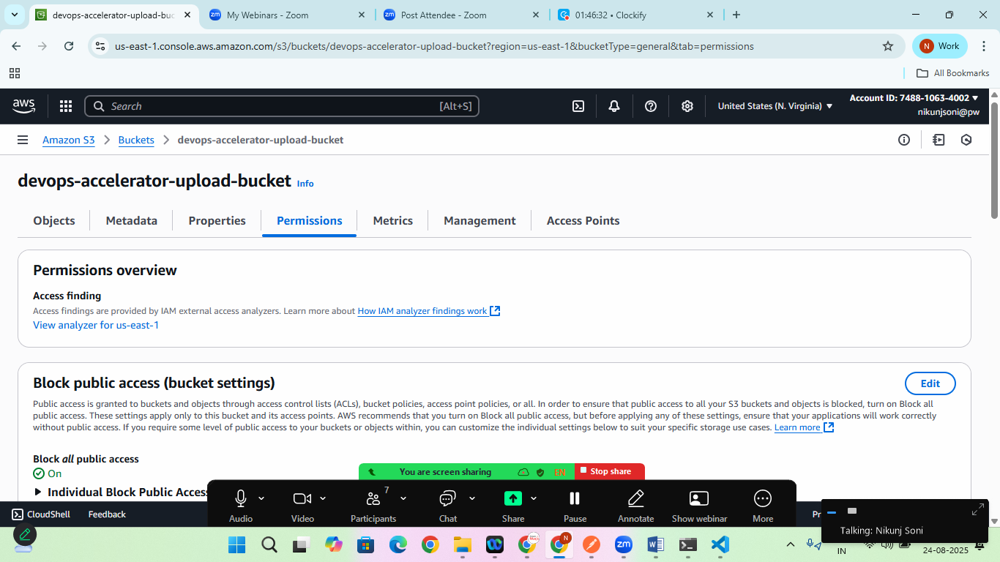 devops-accelerator-upload-buc
My Webinars - Zoom
Post Attendee - Zoom
01:46:32 • Clockify
us-east-1.console.aws.amazon.com/s3/buckets/devops-accelerator-upload-bucket?region=us-east-1&bucketType=general&tab=permissions
N Work
All Bookmarks
aws
Search
[Alt+S]
United States (N. Virginia)
Account ID: 7488-1063-4002
nikunjsoni@pw
Amazon S3
Buckets
devops-accelerator-upload-bucket
devops-accelerator-upload-bucket Info
Objects
Metadata
Properties
Permissions
Metrics
Management
Access Points
Permissions overview
Access finding
Access findings are provided by IAM external access analyzers. Learn more about How IAM analyzer findings work
View analyzer for us-east-1
Block public access (bucket settings)
Edit
Public access is granted to buckets and objects through access control lists (ACLs), bucket policies, access point policies, or all. In order to ensure that public access to all your S3 buckets and objects is blocked, turn on Block all
public access. These settings apply only to this bucket and its access points. AWS recommends that you turn on Block all public access, but before applying any of these settings, ensure that your applications will work correctly
without public access. If you require some level of public access to your buckets or objects within, you can customize the individual settings below to suit your specific storage use cases. Learn more
Block all public access
On
Individual Block Public Access
You are screen sharing
EN
Stop share
7
Audio
Video
Participants
Chat
Share
Pause
Annotate
Show webinar
More
CloudShell
Feedback
Pr
Talking: Nikunj Soni
IN
24-08-2025